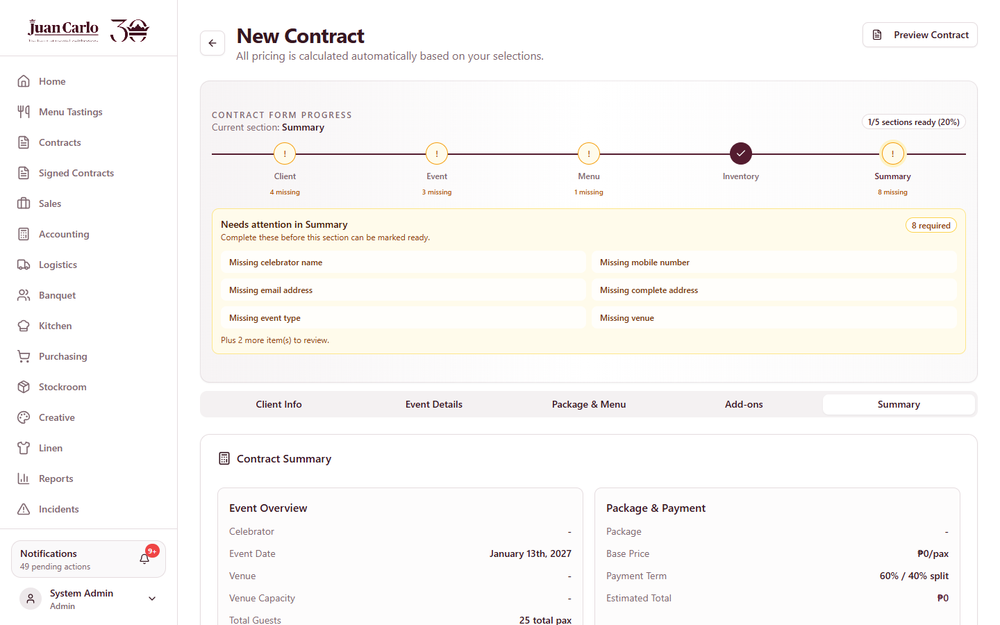 Juan Carlo 30
Home
Menu Tastings
Contracts
Signed Contracts
Sales
Accounting
Logistics
Banquet
Kitchen
Purchasing
Stockroom
Creative
Linen
Reports
Incidents
Notifications
9+
49 pending actions
System Admin
Admin
New Contract
All pricing is calculated automatically based on your selections.
Preview Contract
CONTRACT FORM PROGRESS
Current section: Summary
1/5 sections ready (20%)
! ! ! !
Client Event Menu Inventory Summary
4 missing 3 missing 1 missing 8 missing
Needs attention in Summary
8 required
Complete these before this section can be marked ready.
Missing celebrator name Missing mobile number
Missing email address Missing complete address
Missing event type Missing venue
Plus 2 more item(s) to review.
Client Info Event Details Package & Menu Add-ons Summary
Contract Summary
Event Overview
Celebrator -
Event Date January 13th, 2027
Venue -
Venue Capacity -
Total Guests 25 total pax
Package & Payment
Package -
Base Price ₱0/pax
Payment Term 60% / 40% split
Estimated Total ₱0